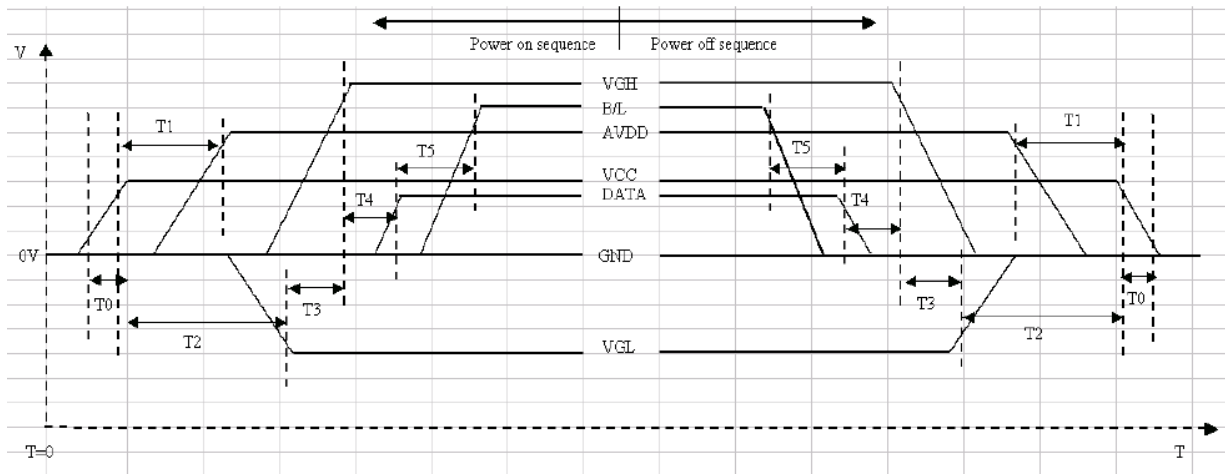 Power on sequence
Power off sequence
V
VGH
B/L
AVDD
T1
T1
T5
T5
VCC
DATA
T4
T4
0V
GND
T0
T3
T3
T0
T2
T2
VGL
T=0
T